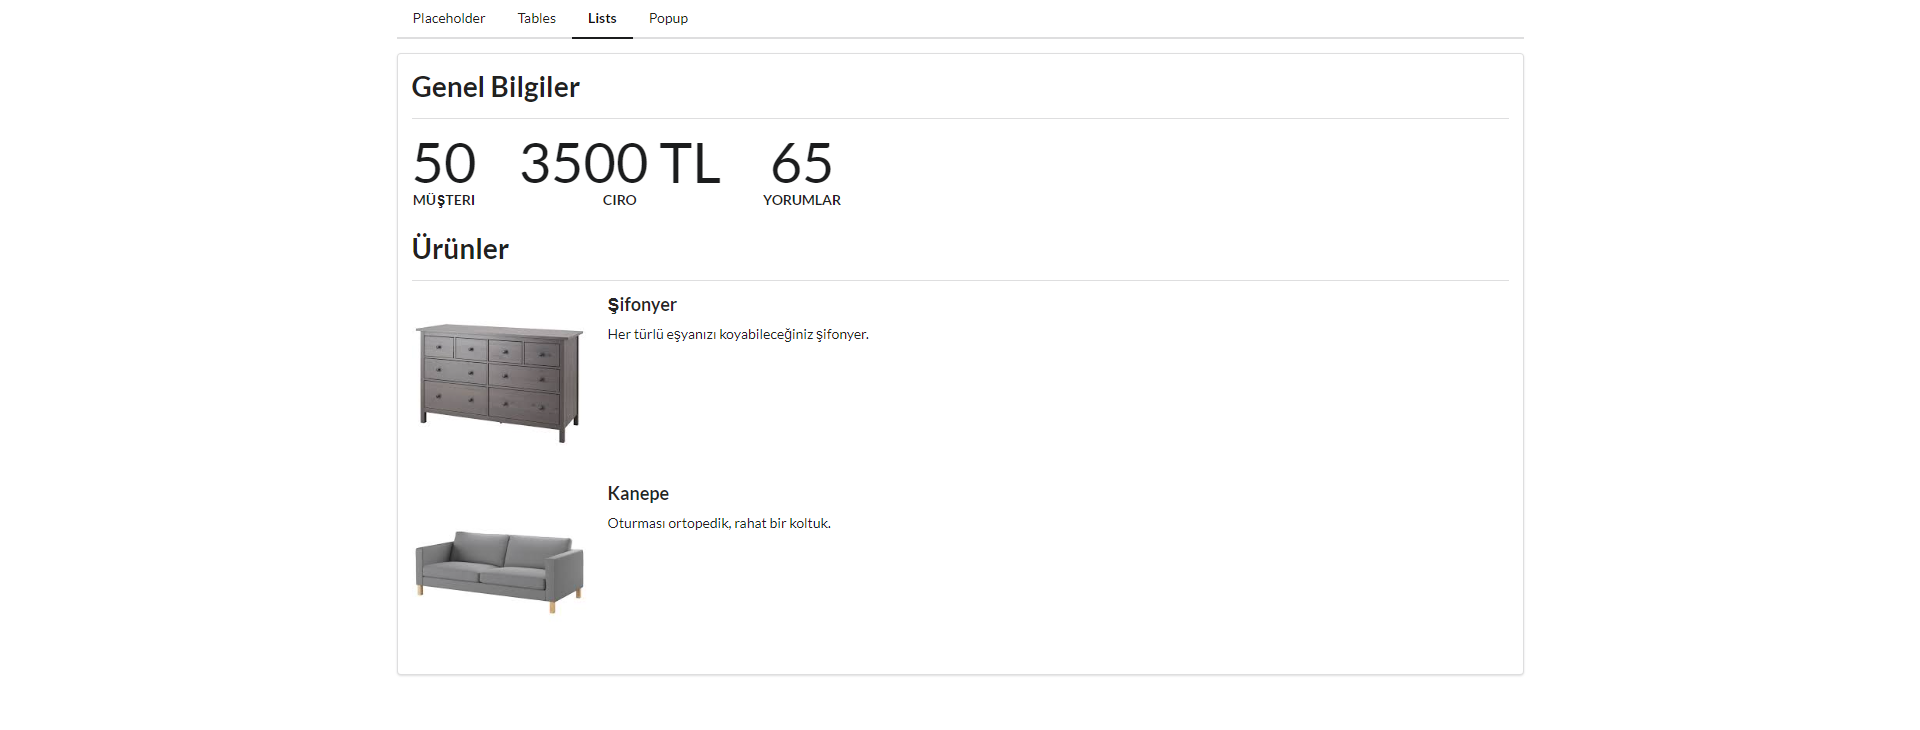 Placeholder Tables Lists Popup
Genel Bilgiler
50 3500 TL 65
MÜŞTERI CIRO YORUMLAR
Ürünler
Şifonyer
Her türlü eşyanızı koyabileceğiniz şifonyer.
Kanepe
Oturması ortopedik, rahat bir koltuk.